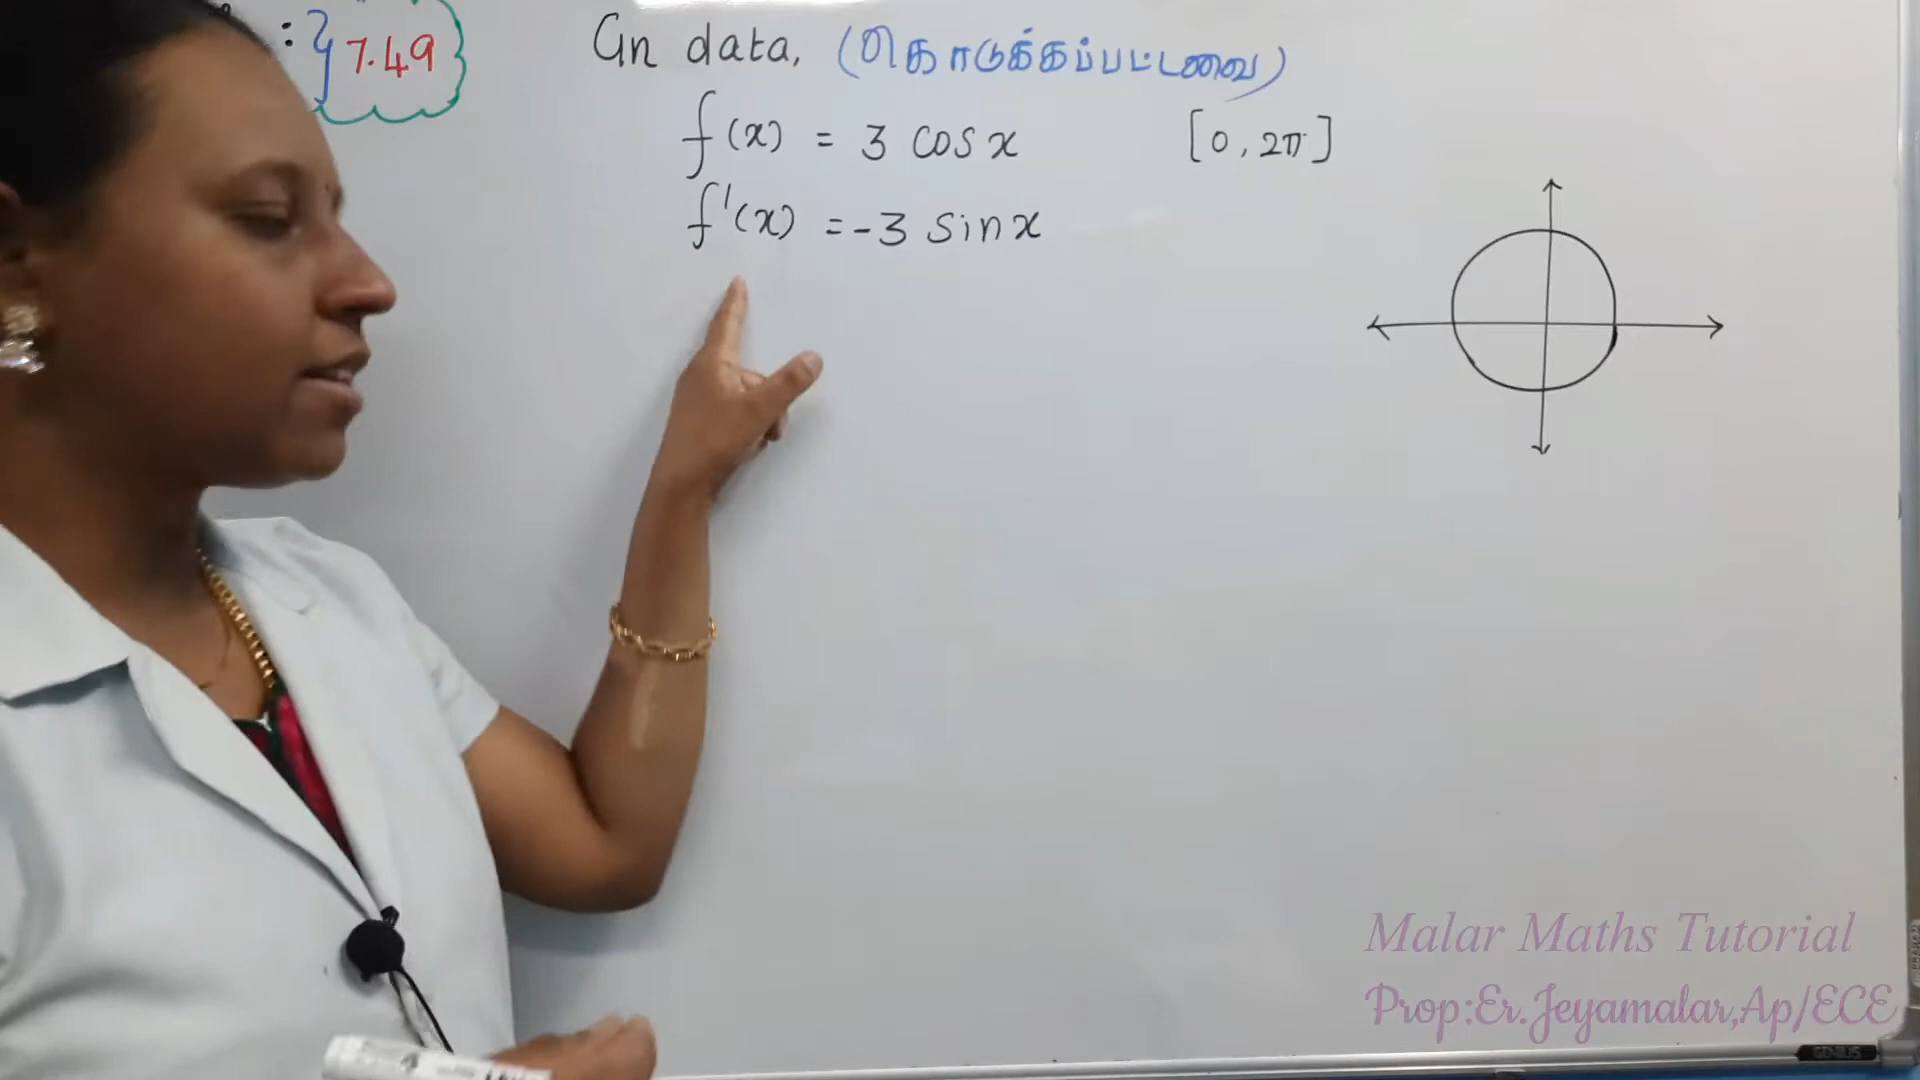 : { 7.49 }
Gn data, (கொடுக்கப்பட்டவை)
f(x) = 3 cos x [0, 2π]
f'(x) = -3 sin x
Malar Maths Tutorial
Prop:Er.Jeyamalar,Ap/ECE
GENIUS